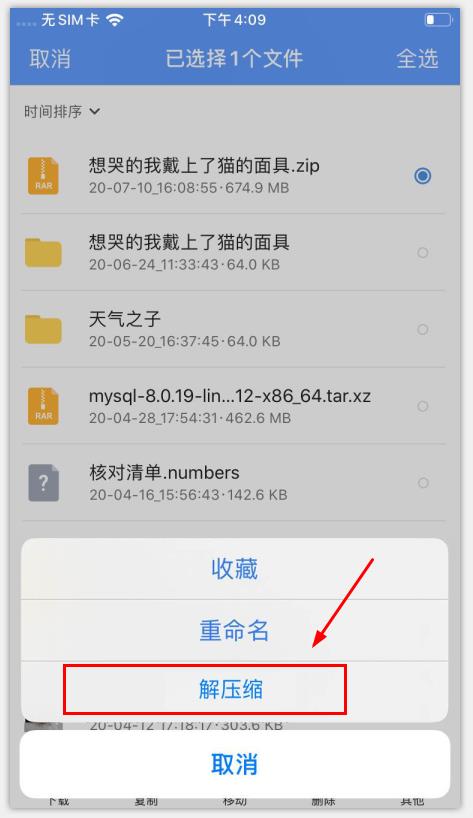 无SIM卡 下午4:09
取消 已选择1个文件 全选
时间排序
想哭的我戴上了猫的面具.zip
RAR
20-07-10_16:08:55·674.9 MB
想哭的我戴上了猫的面具
20-06-24_11:33:43·64.0 KB
天气之子
20-05-20_16:37:45·64.0 KB
mysql-8.0.19-lin...12-x86_64.tar.xz
RAR
20-04-28_17:54:31·462.6 MB
核对清单.numbers
?
20-04-16_15:56:43·142.6 KB
收藏
重命名
解压缩
20-04-12_17:18:17·303.6 KB
取消
下载 复制 移动 删除 其他